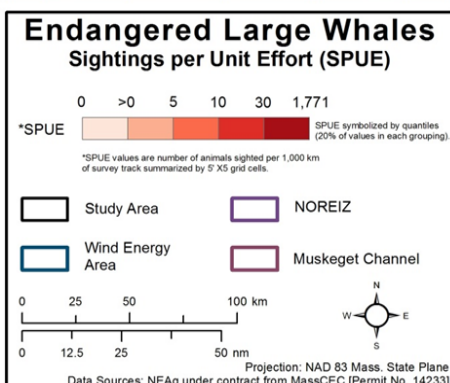 Endangered Large Whales
Sightings per Unit Effort (SPUE)
0 >0 5 10 30 1,771
*SPUE
SPUE symbolized by quantiles
(20% of values in each grouping).
*SPUE values are number of animals sighted per 1,000 km
of survey track summarized by 5' X5 grid cells.
Study Area
NOREIZ
Wind Energy
Area
Muskeget Channel
0 25 50 100 km
0 12.5 25 50 nm
N
W E
S
Projection: NAD 83 Mass. State Plane
Data Sources: NEAq under contract from MassCEC [Permit No. 14233]